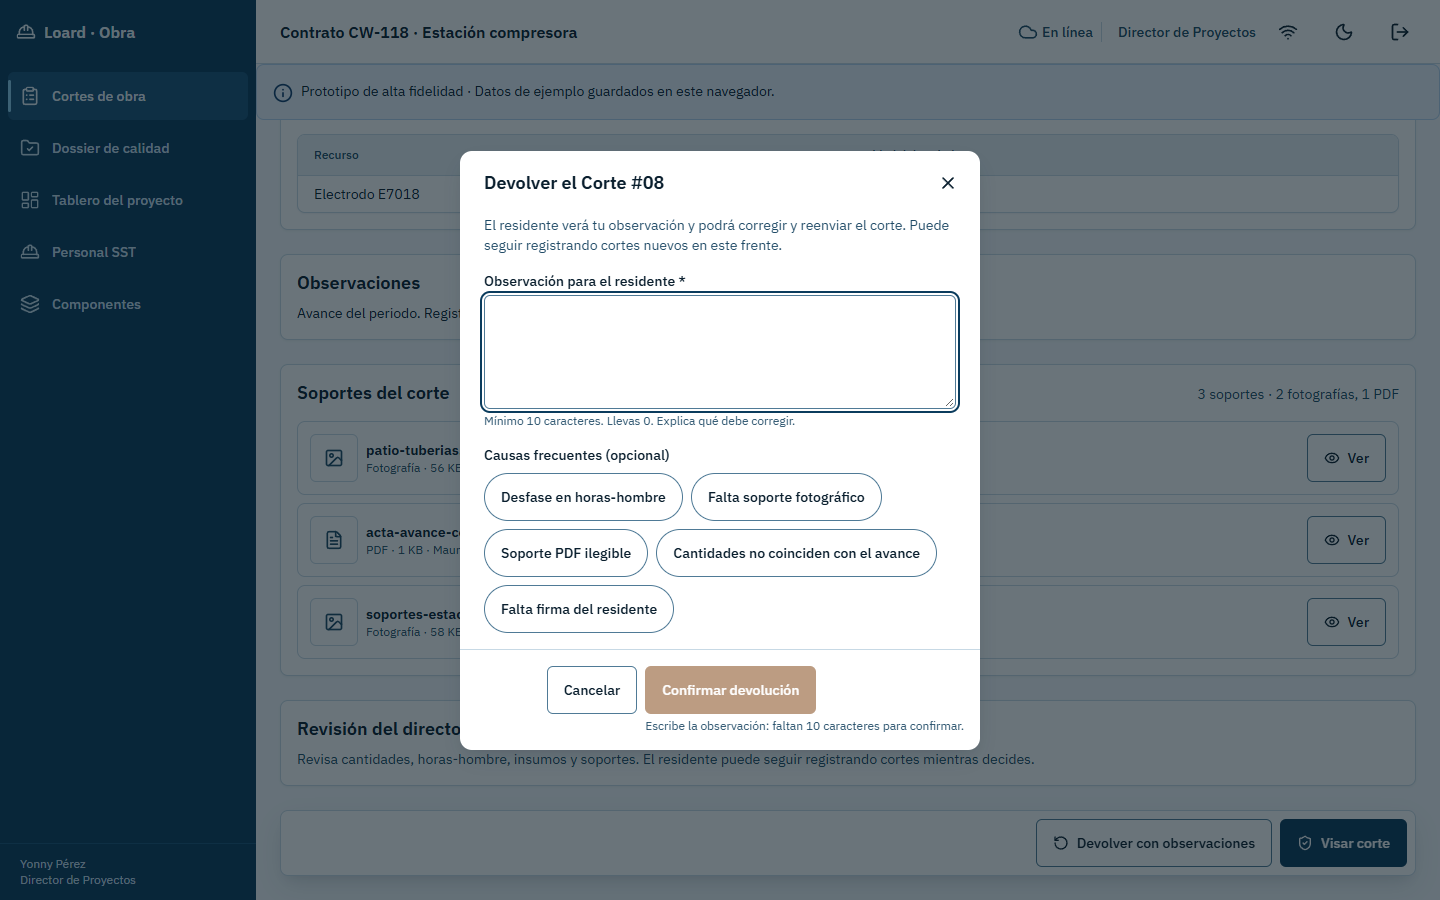 Loard · Obra
Contrato CW-118 · Estación compresora
En línea
Director de Proyectos
Cortes de obra
Dossier de calidad
Tablero del proyecto
Personal SST
Componentes
Yonny Pérez
Director de Proyectos
Prototipo de alta fidelidad · Datos de ejemplo guardados en este navegador.
Recurso
Electrodo E7018
Observaciones
Avance del periodo.
Soportes del corte
3 soportes · 2 fotografías, 1 PDF
patio-tuberias
Fotografía · 56 KB
Ver
PDF · 1 KB ·
Ver
Fotografía · 58 KB
Ver
Revisión del
Revisa cantidades, horas-hombre, insumos y soportes. El residente puede seguir registrando cortes mientras decides.
Devolver con observaciones
Visar corte
Devolver el Corte #08
El residente verá tu observación y podrá corregir y reenviar el corte. Puede
seguir registrando cortes nuevos en este frente.
Observación para el residente *
Mínimo 10 caracteres. Llevas 0. Explica qué debe corregir.
Causas frecuentes (opcional)
Desfase en horas-hombre
Falta soporte fotográfico
Soporte PDF ilegible
Cantidades no coinciden con el avance
Falta firma del residente
Cancelar
Confirmar devolución
Escribe la observación: faltan 10 caracteres para confirmar.